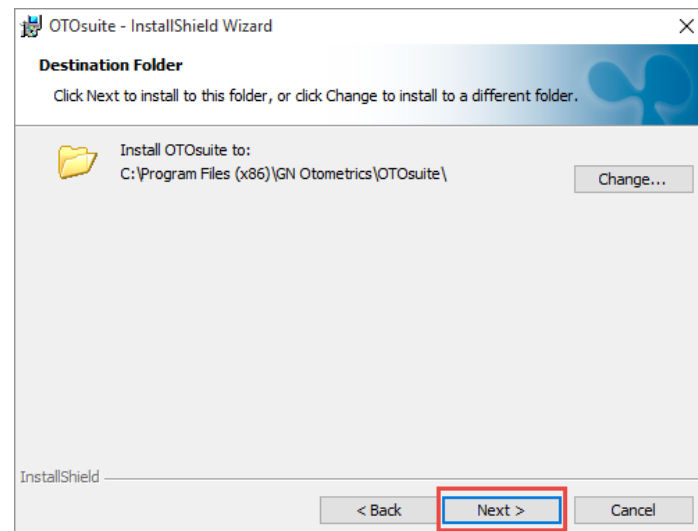 OTOsuite - InstallShield Wizard
Destination Folder
Click Next to install to this folder, or click Change to install to a different folder.
Install OTOsuite to:
C:\Program Files (x86)\GN Otometrics\OTOsuite\
Change...
InstallShield
< Back
Next >
Cancel